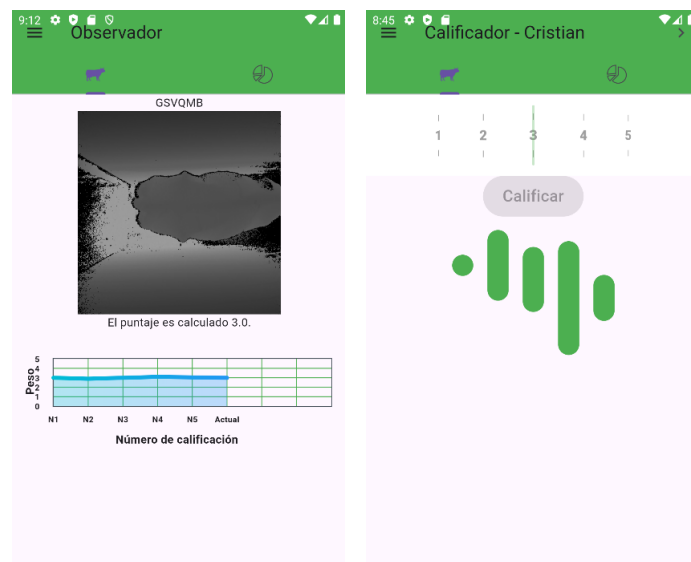 9:12
Observador
GSVQMB
El puntaje es calculado 3.0.
5
4
3
2
1
0
Peso
N1 N2 N3 N4 N5 Actual
Número de calificación
8:45
Calificador - Cristian
1 2 3 4 5
Calificar